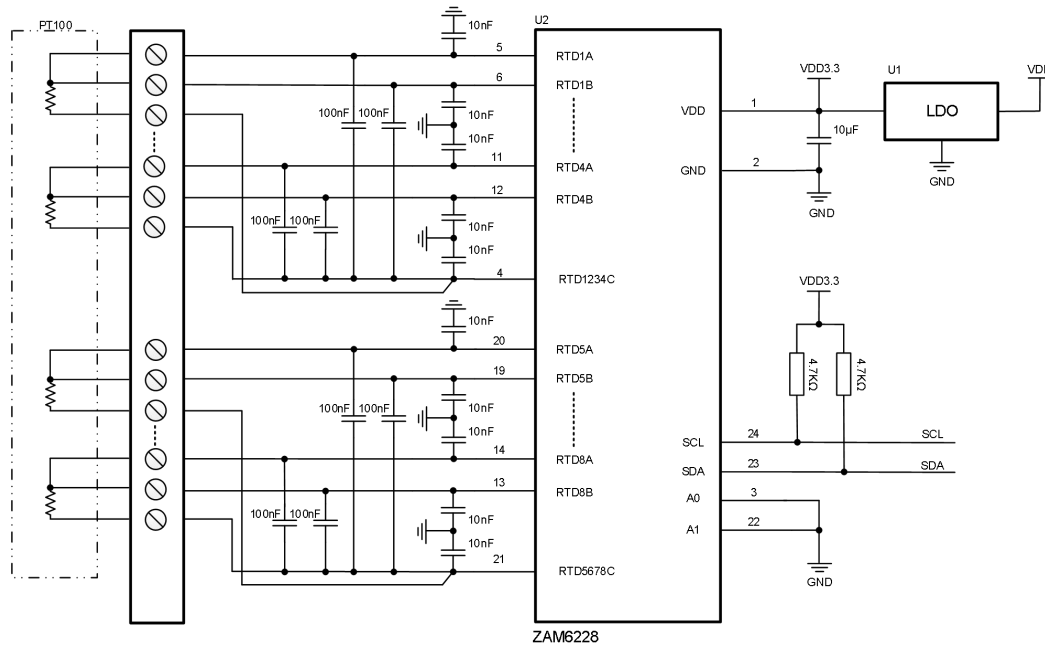 PT100
10nF
U2
5
RTD1A
6
RTD1B
100nF 100nF
10nF
10nF
11
RTD4A
12
RTD4B
100nF 100nF
10nF
10nF
4
RTD1234C
10nF
20
RTD5A
19
RTD5B
100nF 100nF
10nF
10nF
14
RTD8A
13
RTD8B
100nF 100nF
10nF
10nF
21
RTD5678C
ZAM6228
VDD
1
VDD3.3
U1
LDO
VD
10μF
GND
2
GND
GND
VDD3.3
4.7KΩ
4.7KΩ
SCL
24
SCL
SDA
23
SDA
A0
3
A1
22
GND